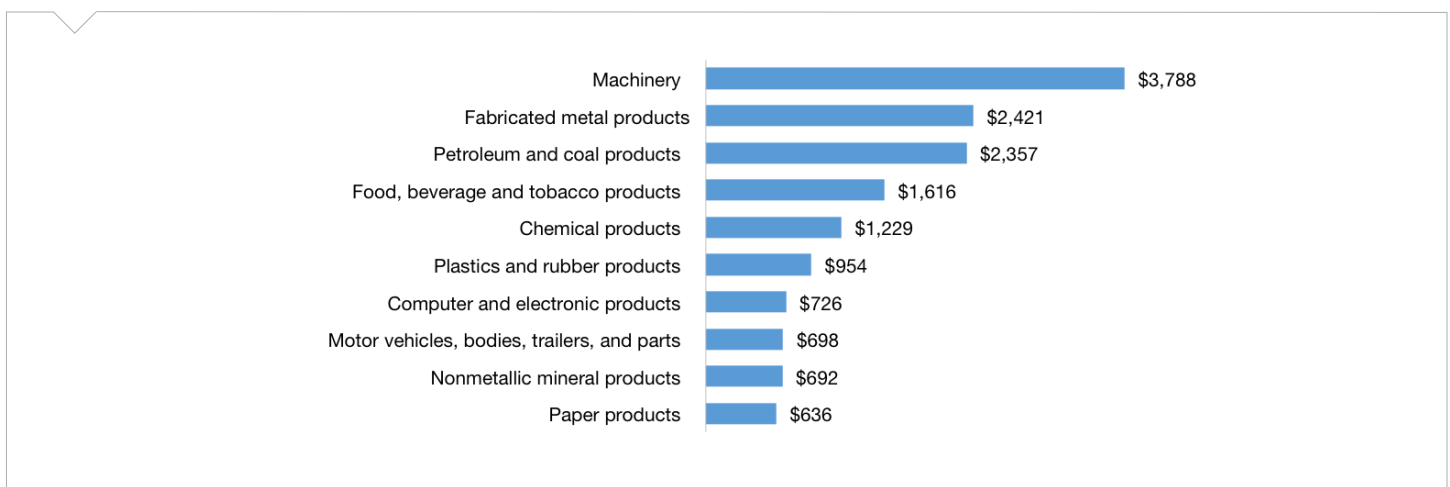 Machinery $3,788
Fabricated metal products $2,421
Petroleum and coal products $2,357
Food, beverage and tobacco products $1,616
Chemical products $1,229
Plastics and rubber products $954
Computer and electronic products $726
Motor vehicles, bodies, trailers, and parts $698
Nonmetallic mineral products $692
Paper products $636